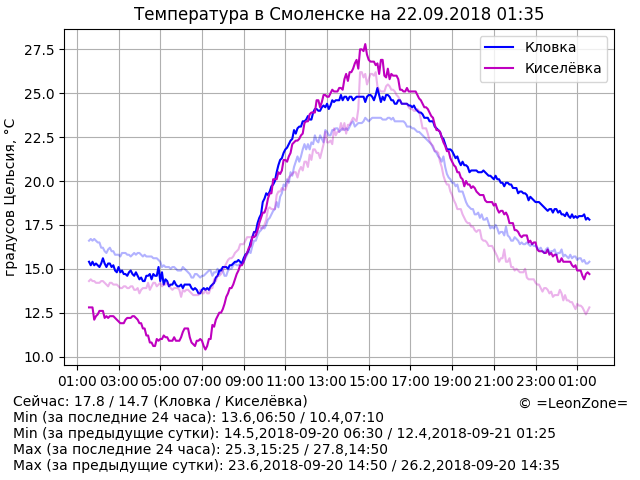 Температура в Смоленске на 22.09.2018 01:35
Кловка
Киселёвка
градусов Цельсия, °C
27.5
25.0
22.5
20.0
17.5
15.0
12.5
10.0
01:00 03:00 05:00 07:00 09:00 11:00 13:00 15:00 17:00 19:00 21:00 23:00 01:00
Сейчас: 17.8 / 14.7 (Кловка / Киселёвка)
© =LeonZone=
Min (за последние 24 часа): 13.6,06:50 / 10.4,07:10
Min (за предыдущие сутки): 14.5,2018-09-20 06:30 / 12.4,2018-09-21 01:25
Max (за последние 24 часа): 25.3,15:25 / 27.8,14:50
Max (за предыдущие сутки): 23.6,2018-09-20 14:50 / 26.2,2018-09-20 14:35